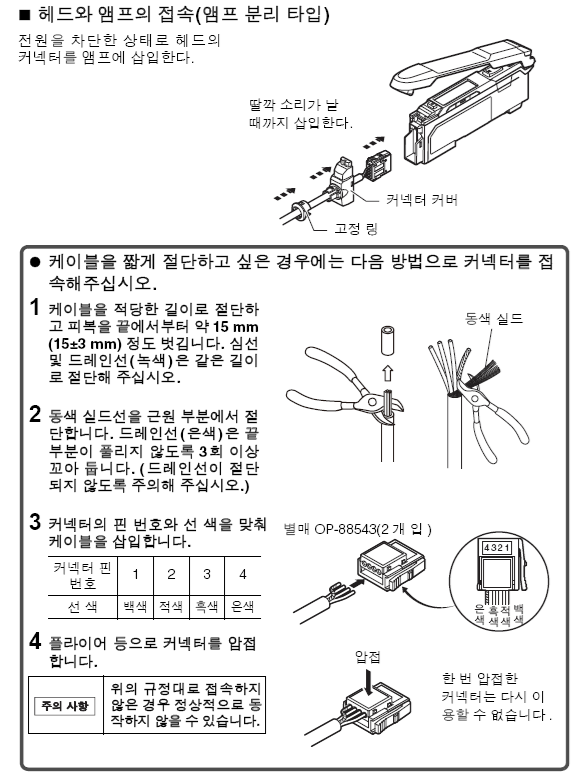 ■ 헤드와 앰프의 접속(앰프 분리 타입)
전원을 차단한 상태로 헤드의
커넥터를 앰프에 삽입한다.
딸깍 소리가 날
때까지 삽입한다.
커넥터 커버
고정 링
● 케이블을 짧게 절단하고 싶은 경우에는 다음 방법으로 커넥터를 접
속해주십시오.
1 케이블을 적당한 길이로 절단하
고 피복을 끝에서부터 약 15 mm
(15±3 mm) 정도 벗깁니다. 심선
및 드레인선(녹색)은 같은 길이
로 절단해 주십시오.
동색 실드
2 동색 실드선을 근원 부분에서 절
단합니다. 드레인선(은색)은 끝
부분이 풀리지 않도록 3회 이상
꼬아 둡니다. (드레인선이 절단
되지 않도록 주의해 주십시오.)
3 커넥터의 핀 번호와 선 색을 맞춰
케이블을 삽입합니다.
커넥터 핀
번호 1 2 3 4
선 색 백색 적색 흑색 은색
별매 OP-88543(2 개 입)
4 3 2 1
은 흑 적 백
색 색 색 색
4 플라이어 등으로 커넥터를 압접
합니다.
주의 사항
위의 규정대로 접속하지
않은 경우 정상적으로 동
작하지 않을 수 있습니다.
압접
한 번 압접한
커넥터는 다시 이
용할 수 없습니다.